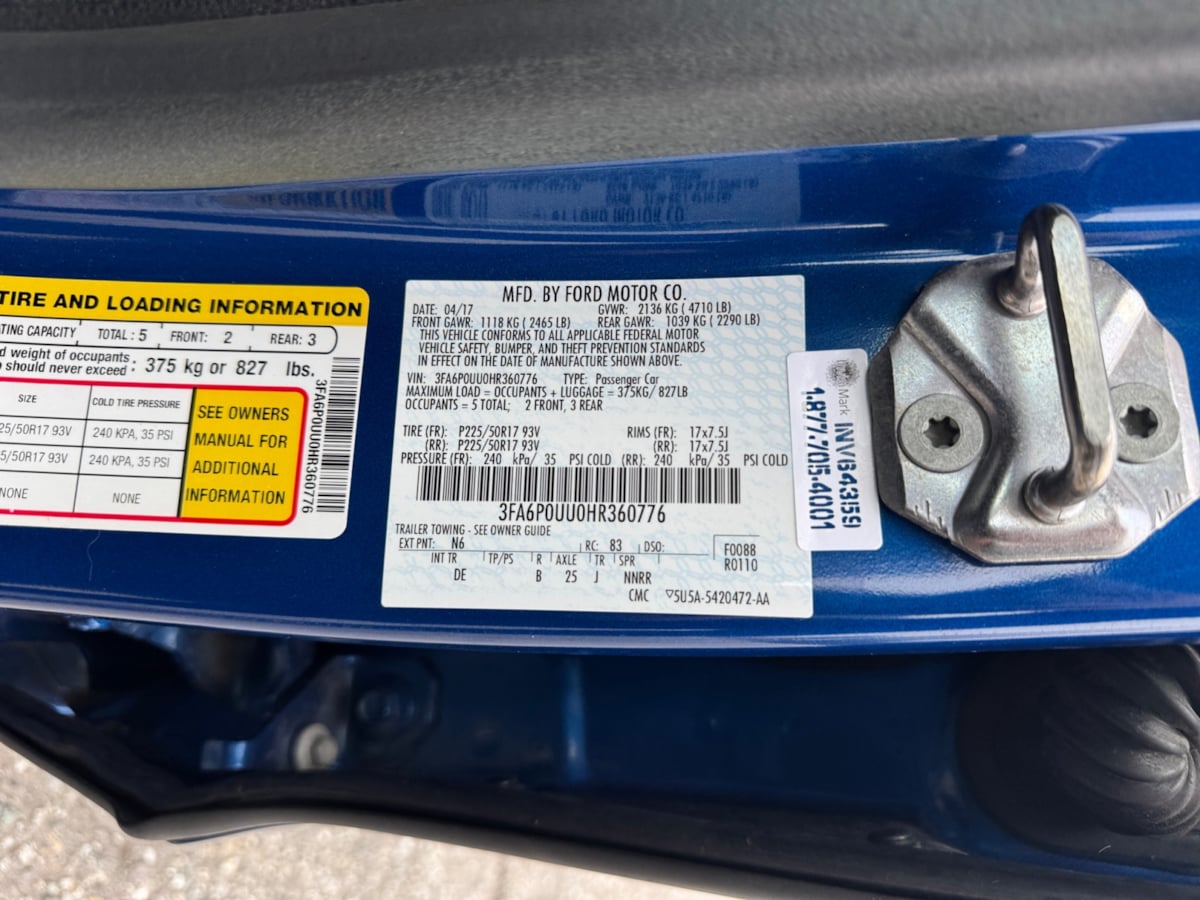 TIRE AND LOADING INFORMATION
ATING CAPACITY TOTAL : 5 FRONT: 2 REAR: 3
d weight of occupants
should never exceed : 375 kg or 827 lbs.
SIZE COLD TIRE PRESSURE
25/50R17 93V 240 KPA, 35 PSI
5/50R17 93V 240 KPA, 35 PSI
NONE NONE
SEE OWNERS
MANUAL FOR
ADDITIONAL
INFORMATION
3FA6P0UU0HR360776
MFD. BY FORD MOTOR CO.
DATE: 04/17 GVWR: 2136 KG ( 4710 LB)
FRONT GAWR: 1118 KG ( 2465 LB) REAR GAWR: 1039 KG ( 2290 LB)
THIS VEHICLE CONFORMS TO ALL APPLICABLE FEDERAL MOTOR
VEHICLE SAFETY, BUMPER, AND THEFT PREVENTION STANDARDS
IN EFFECT ON THE DATE OF MANUFACTURE SHOWN ABOVE.
VIN: 3FA6P0UU0HR360776 TYPE: Passenger Car
MAXIMUM LOAD = OCCUPANTS + LUGGAGE = 375KG/ 827LB
OCCUPANTS = 5 TOTAL; 2 FRONT, 3 REAR
TIRE (FR): P225/50R17 93V RIMS (FR): 17x7.5J
(RR): P225/50R17 93V (RR): 17x7.5J
PRESSURE (FR): 240 kPa/ 35 PSI COLD (RR): 240 kPa/ 35 PSI COLD
3FA6P0UU0HR360776
TRAILER TOWING - SEE OWNER GUIDE
EXT PNT: N6 RC: 83 DSO: F0088
INT TR TP/PS R AXLE TR SPR R0110
DE B 25 J NNRR
CMC ▽5U5A-5420472-AA
Mark INV643159
1.877.705.4001